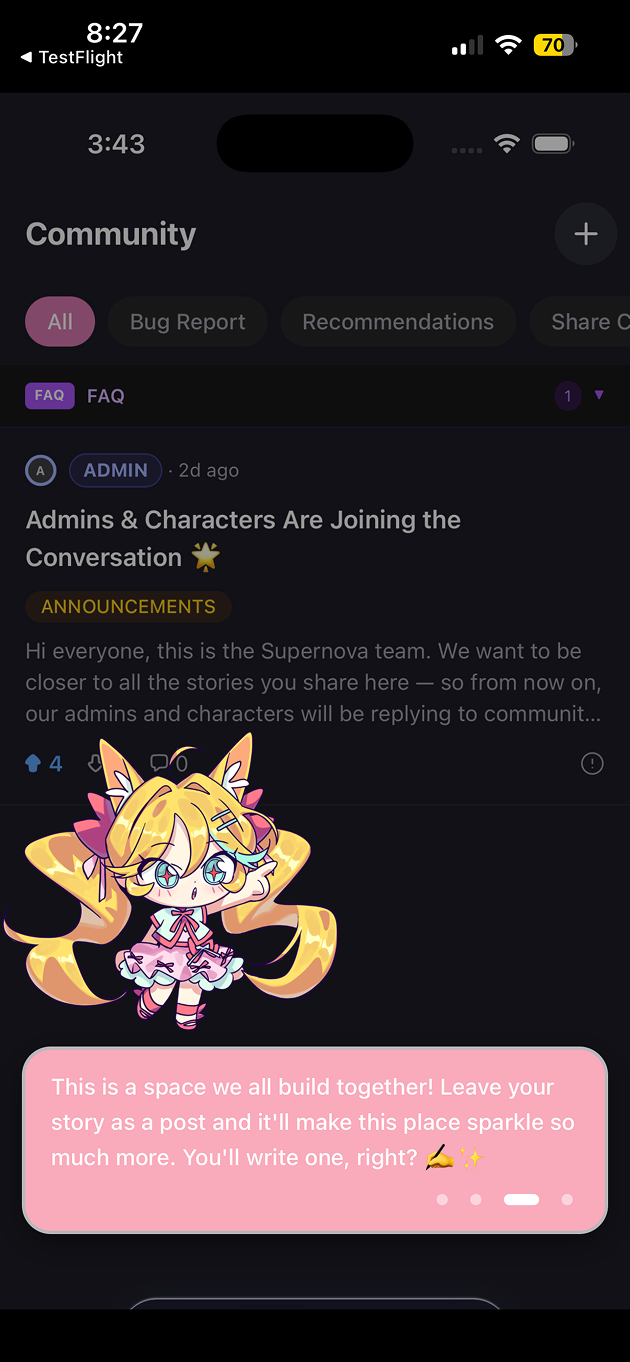 8:27
◀ TestFlight
70
3:43
Community
+
All
Bug Report
Recommendations
Share C
FAQ FAQ
1 ▼
A ADMIN · 2d ago
Admins & Characters Are Joining the
Conversation 🌟
ANNOUNCEMENTS
Hi everyone, this is the Supernova team. We want to be
closer to all the stories you share here — so from now on,
our admins and characters will be replying to communit...
4
0
This is a space we all build together! Leave your
story as a post and it'll make this place sparkle so
much more. You'll write one, right? ✍️✨